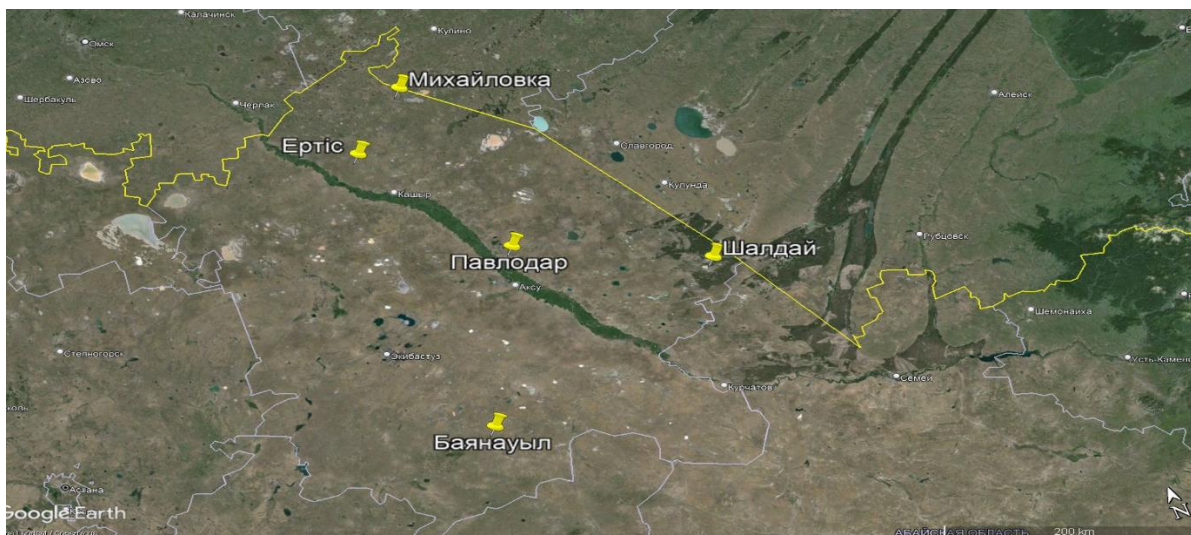 Калачинск
Купино
Омск
Азово
Михайловка
Шербакуль
Черлак
Алейск
Ертіс
Славгород
Кашыр
Кулунда
Шалдай
Рубцовск
Павлодар
Аксу
Шемонаиха
Степногорск
Экибастуз
Курчатов
Семей
Усть-Камен
Баянауыл
Астана
Google Earth
АБАЙСКАЯ ОБЛАСТЬ
200 km
N